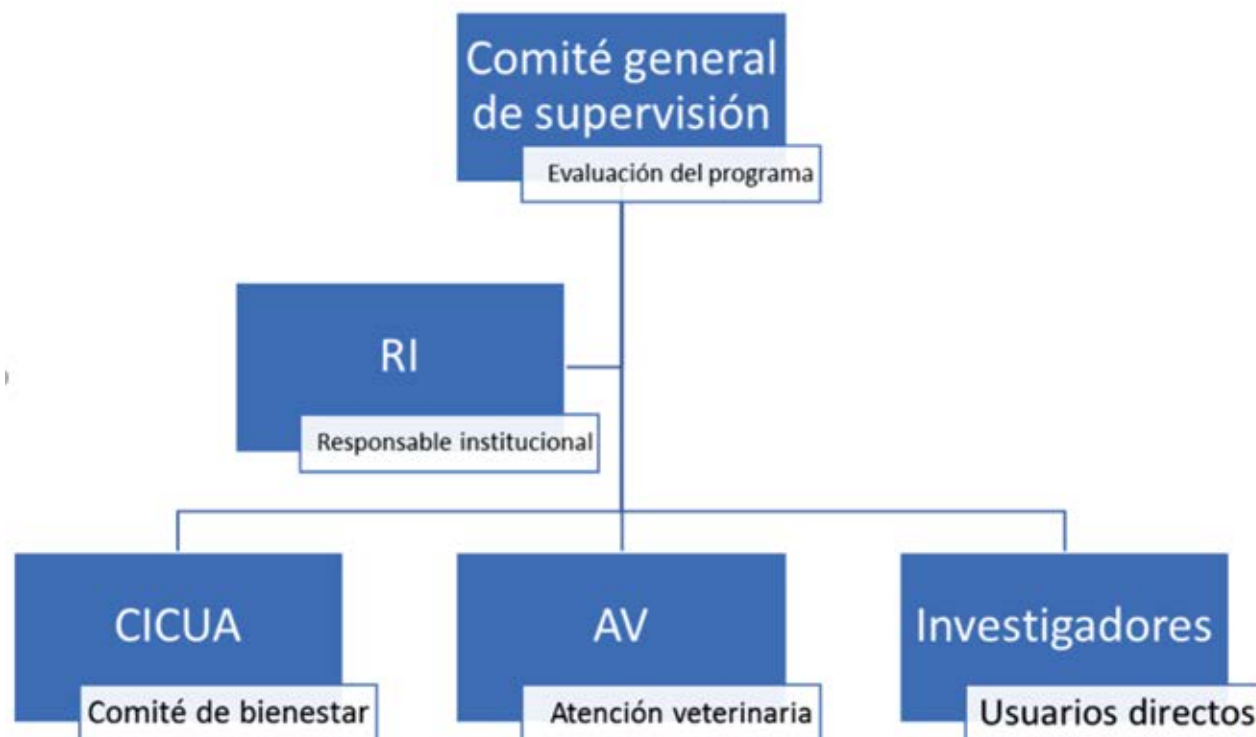 Comité general
de supervisión
Evaluación del programa
RI
Responsable institucional
CICUA
Comité de bienestar
AV
Atención veterinaria
Investigadores
Usuarios directos